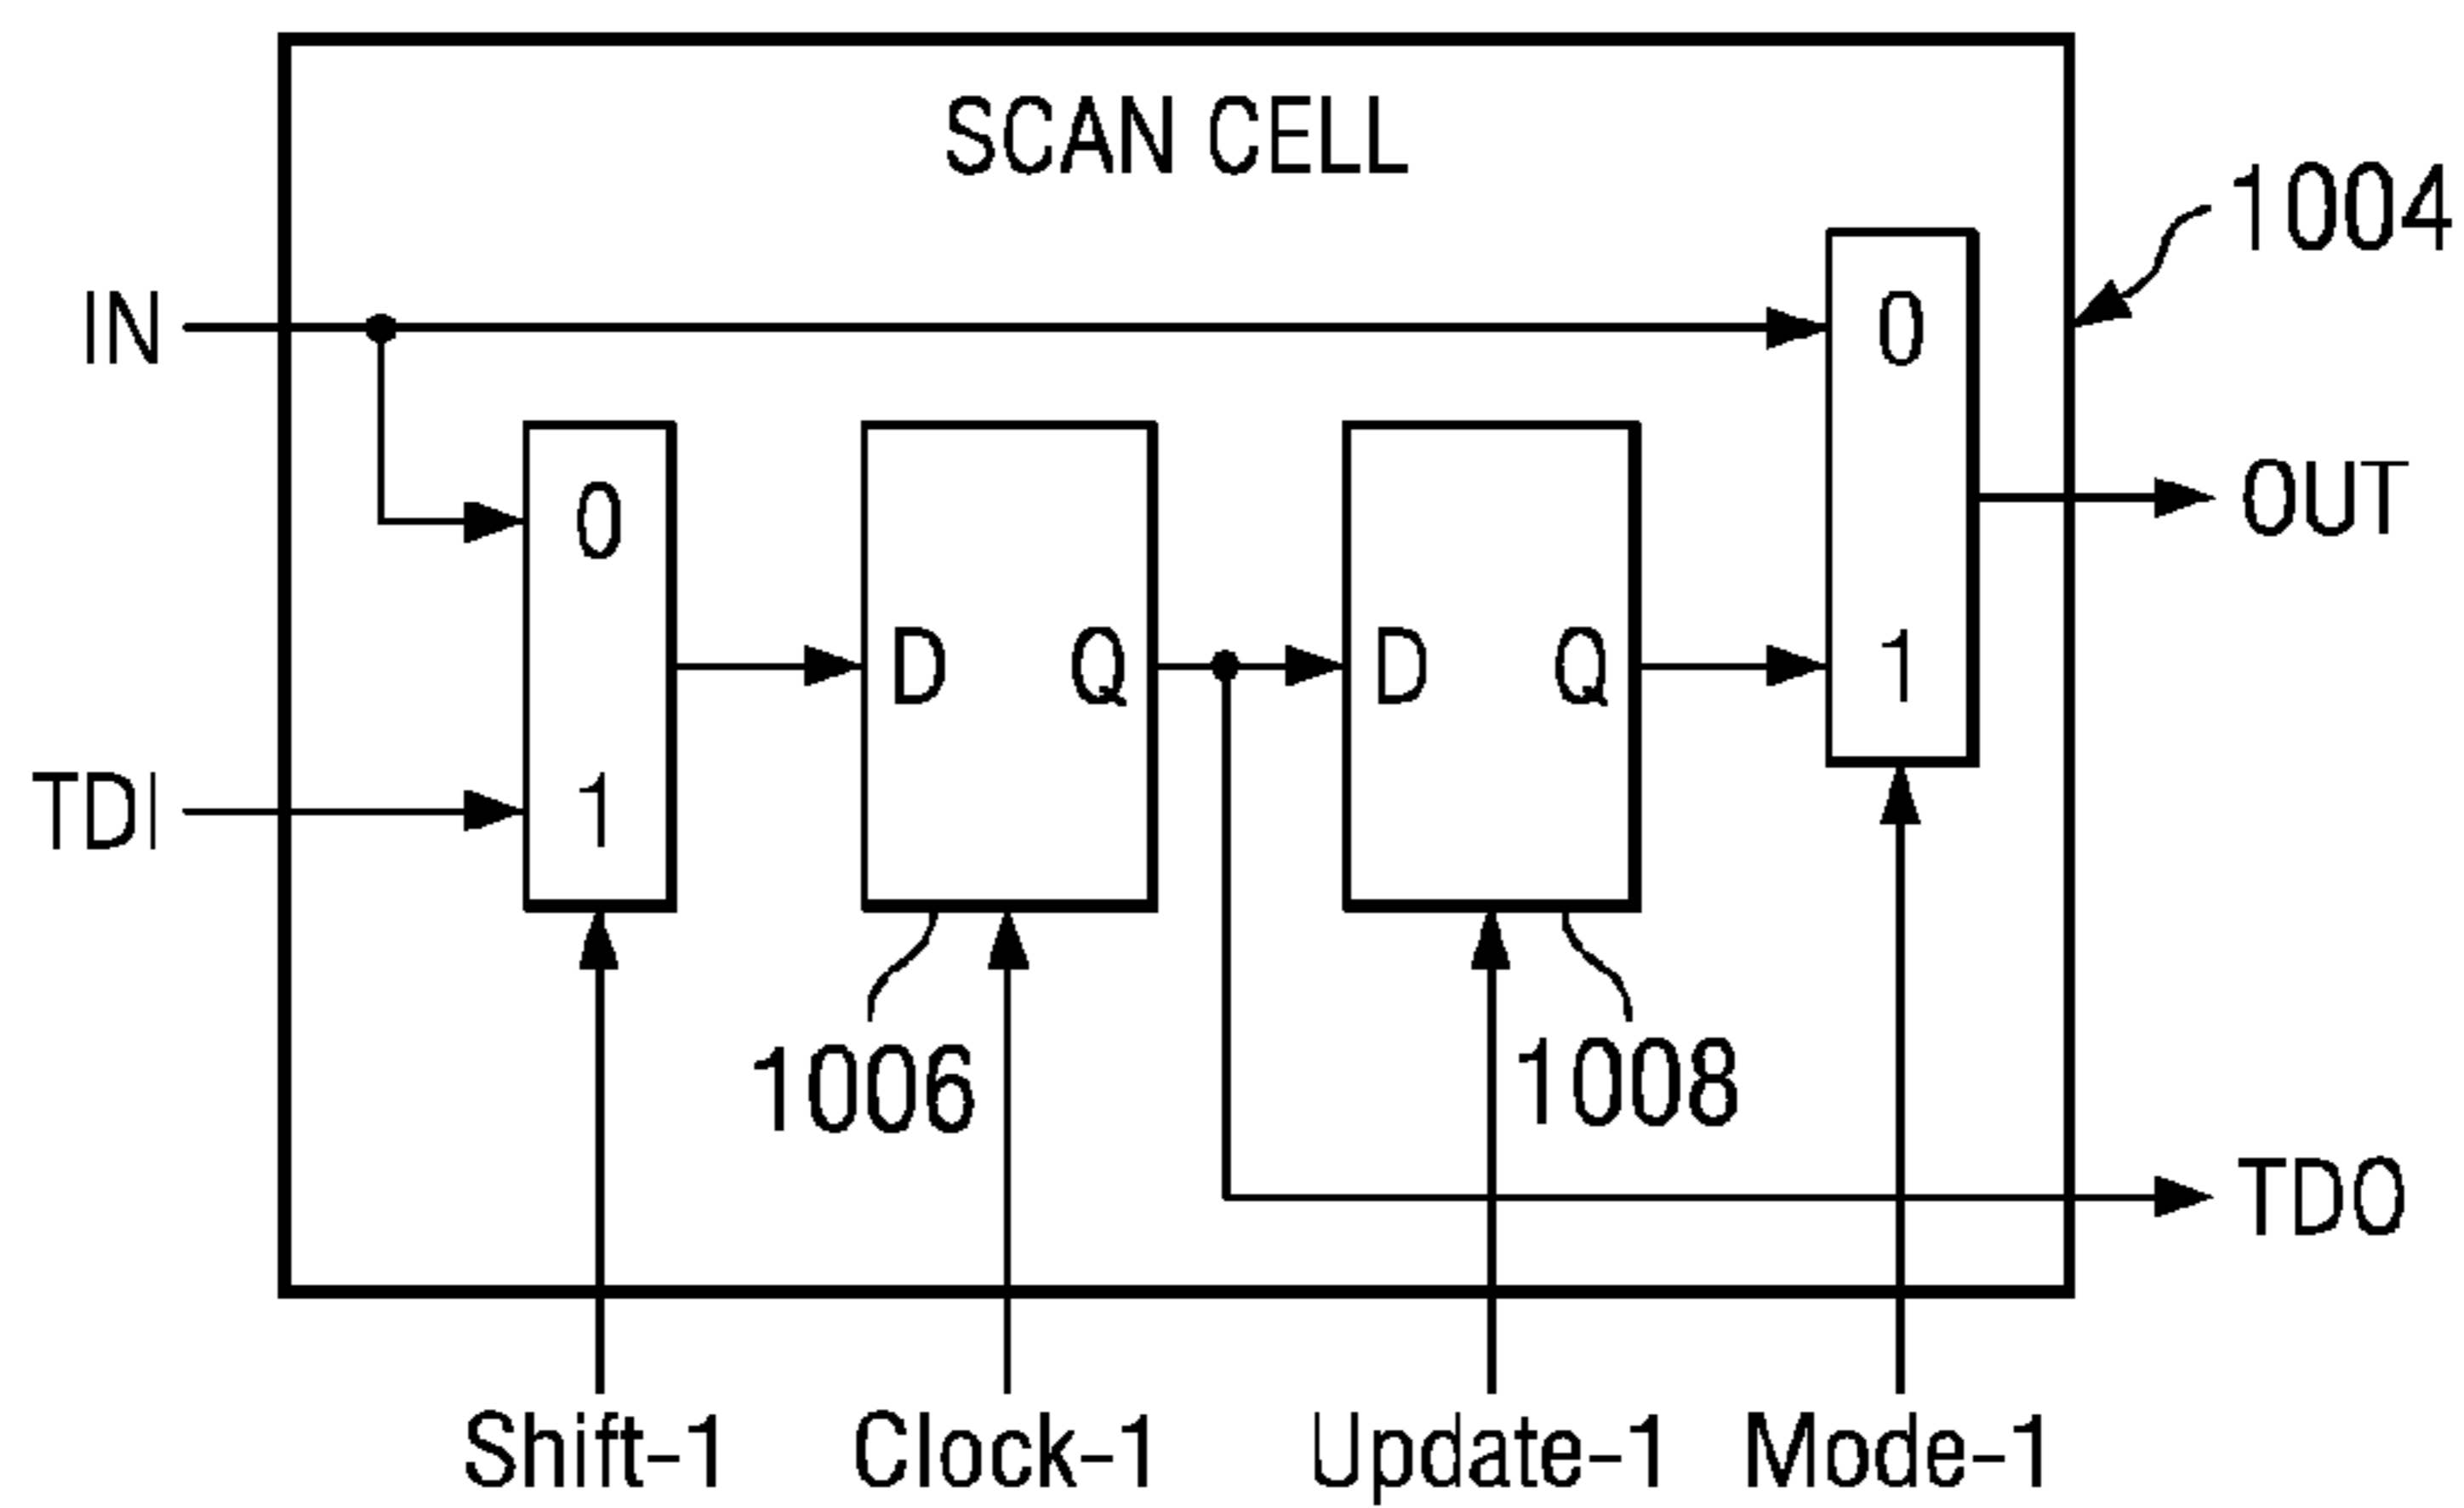 SCAN CELL
1004
IN
0
0
OUT
D Q
D Q
1
TDI
1
1006
1008
TDO
Shift-1
Clock-1
Update-1
Mode-1